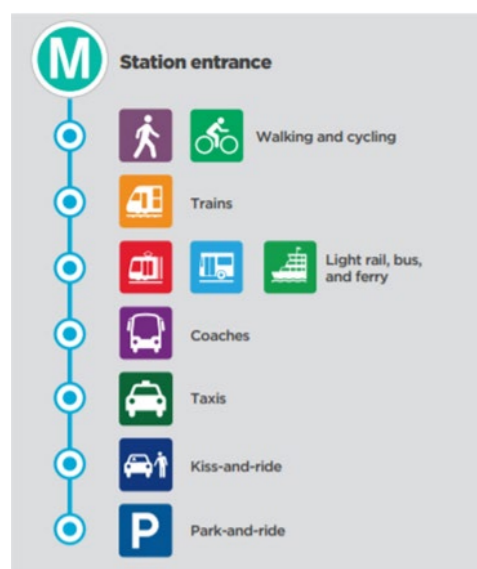 M
Station entrance
Walking and cycling
Trains
Light rail, bus,
and ferry
Coaches
Taxis
Kiss-and-ride
P
Park-and-ride